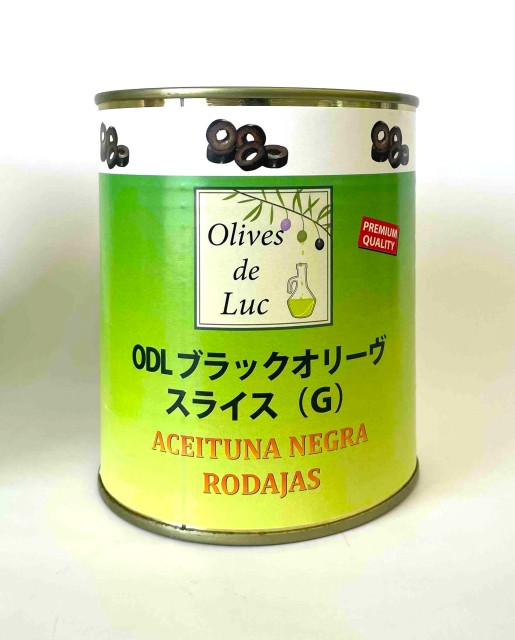 Olives
de
Luc
PREMIUM
QUALITY
ODLブラックオリーヴ
スライス（G）
ACEITUNA NEGRA
RODAJAS